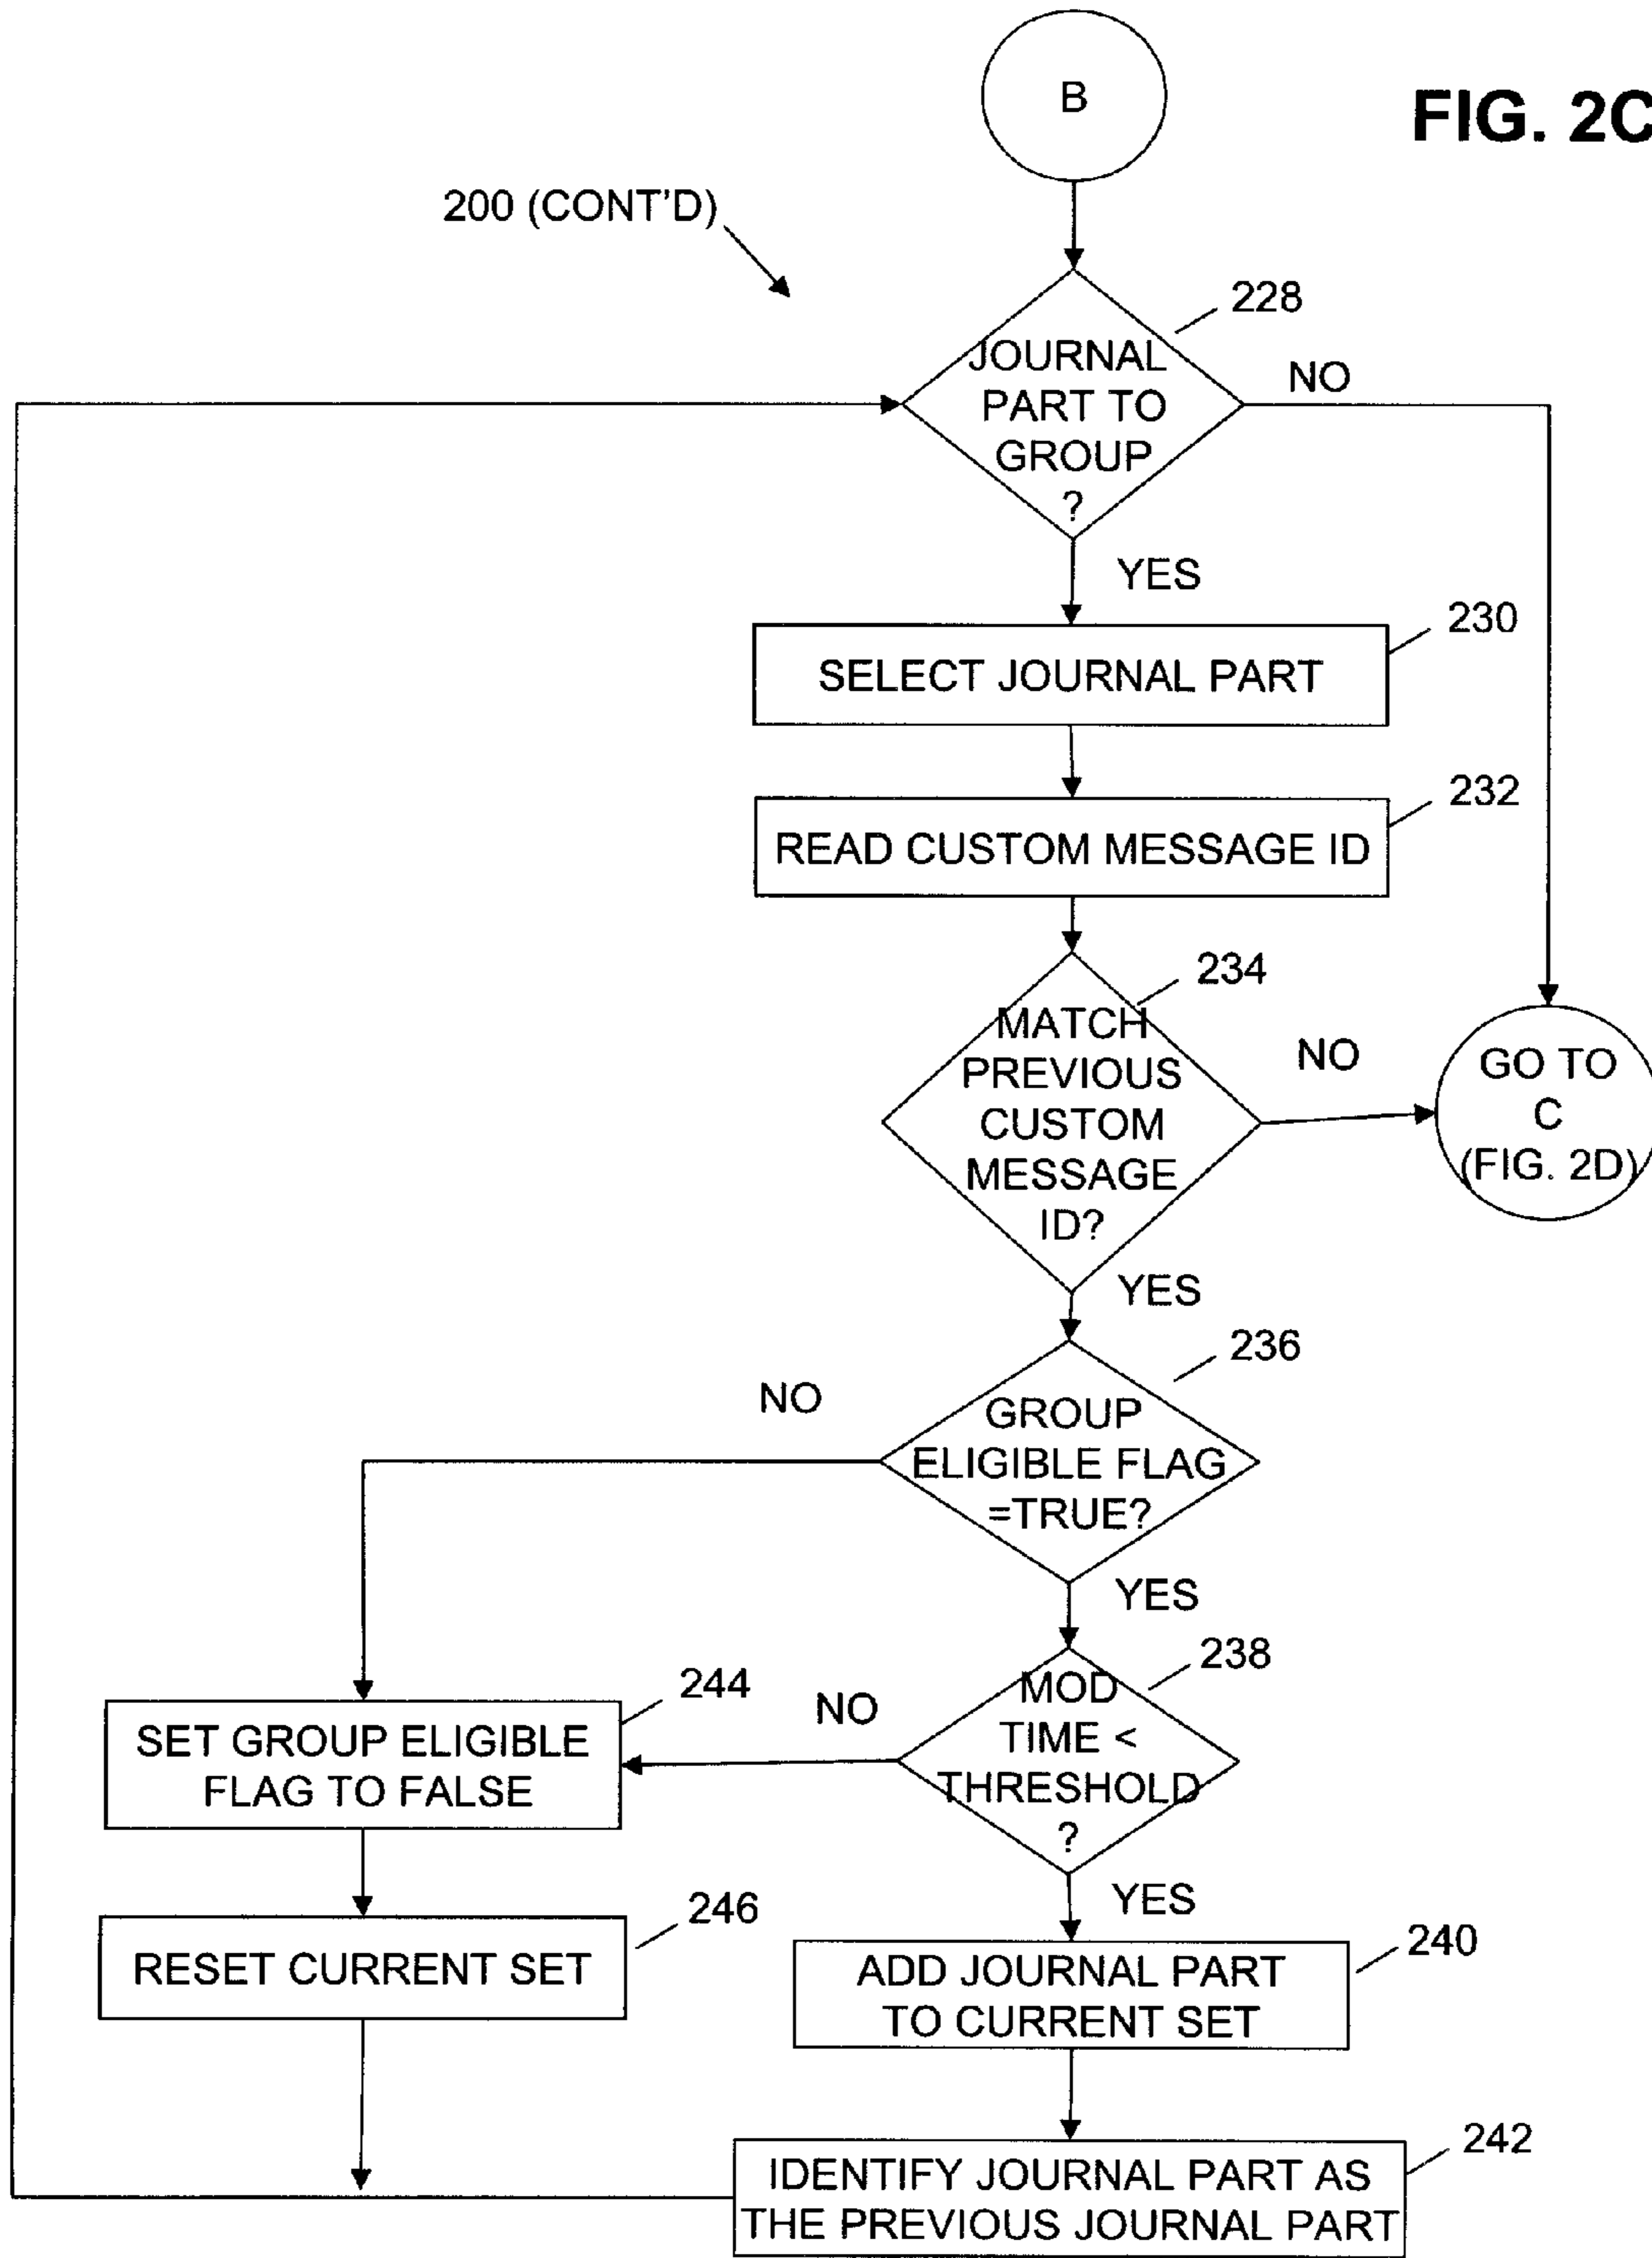 B
FIG. 2C
200 (CONT'D)
228
JOURNAL
PART TO
GROUP
?
NO
YES
230
SELECT JOURNAL PART
232
READ CUSTOM MESSAGE ID
234
MATCH
PREVIOUS
CUSTOM
MESSAGE
ID?
NO
GO TO
C
(FIG. 2D)
YES
236
GROUP
ELIGIBLE FLAG
=TRUE?
NO
YES
238
MOD
TIME <
THRESHOLD
?
NO
244
SET GROUP ELIGIBLE
FLAG TO FALSE
YES
246
RESET CURRENT SET
240
ADD JOURNAL PART
TO CURRENT SET
242
IDENTIFY JOURNAL PART AS
THE PREVIOUS JOURNAL PART